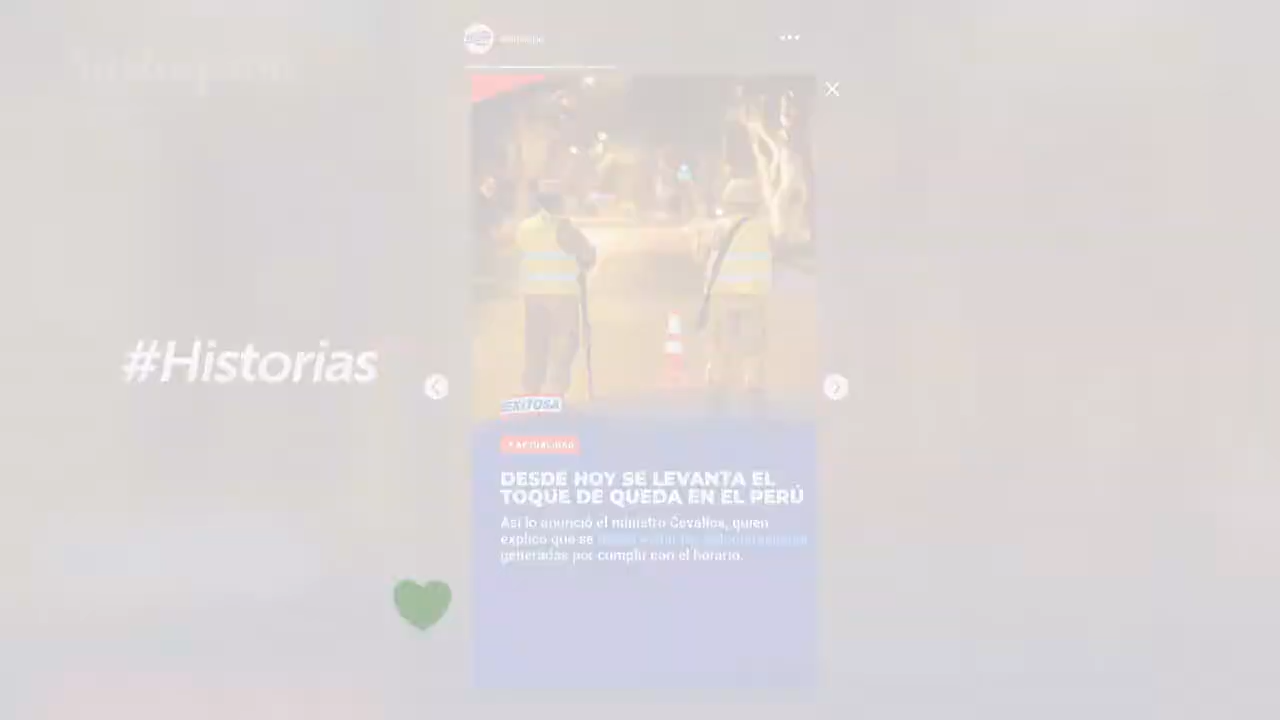 #Historias
EXITOSA
ACTUALIDAD
DESDE HOY SE LEVANTA EL
TOQUE DE QUEDA EN EL PERÚ
Así lo anunció el ministro Cevallos, quien
explicó que se
generadas por cumplir con el horario.